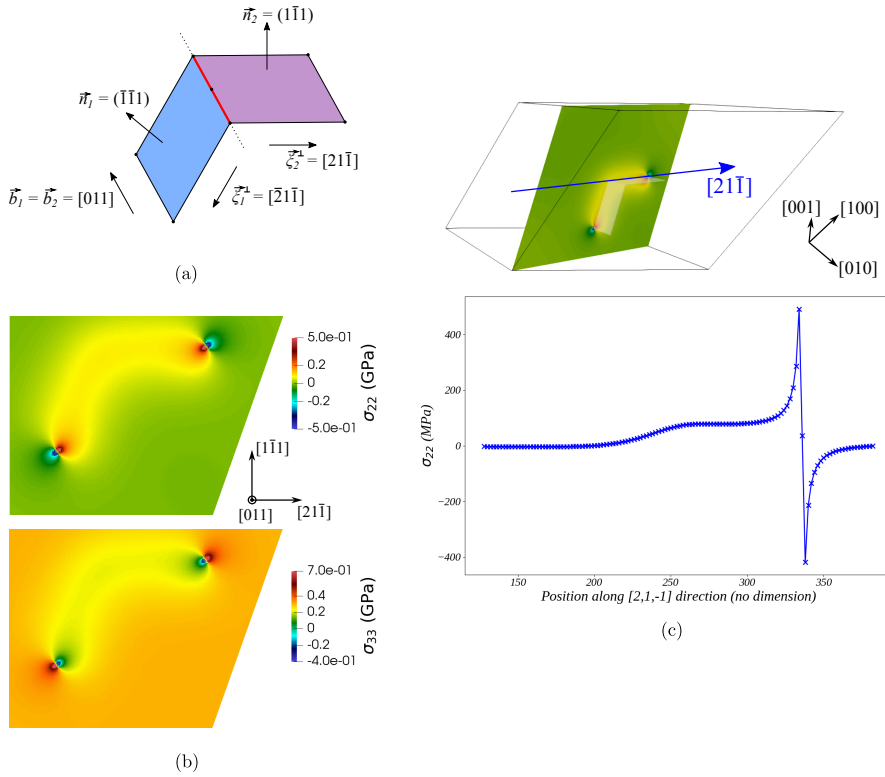 n⃗₂ = (11̄1)
n⃗₁ = (1̄1̄1)
ξ⃗₂⊥ = [211̄]
b⃗₁ = b⃗₂ = [011]
ξ⃗₁⊥ = [2̄11̄]
(a)
5.0e-01
0.2
0
-0.2
-5.0e-01
σ₂₂ (GPa)
[11̄1]
[011]
[211̄]
7.0e-01
0.4
0.2
0
-0.2
-4.0e-01
σ₃₃ (GPa)
(b)
[211̄]
[001]
[100]
[010]
400
200
0
−200
−400
σ₂₂ (MPa)
150 200 250 300 350
Position along [2,1,-1] direction (no dimension)
(c)